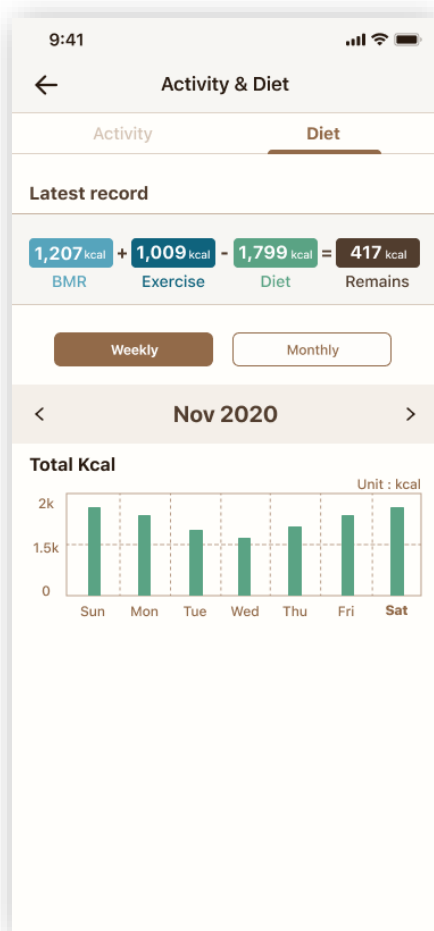 9:41
Activity & Diet
Activity Diet
Latest record
1,207 kcal + 1,009 kcal - 1,799 kcal = 417 kcal
BMR Exercise Diet Remains
Weekly Monthly
< Nov 2020 >
Total Kcal
Unit : kcal
2k
1.5k
0
Sun Mon Tue Wed Thu Fri Sat